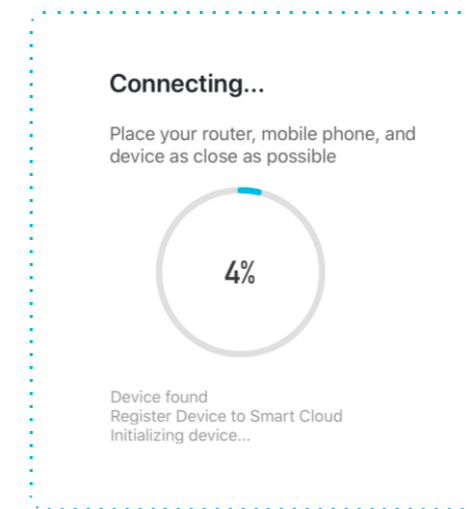 Connecting...
Place your router, mobile phone, and
device as close as possible
4%
Device found
Register Device to Smart Cloud
Initializing device...